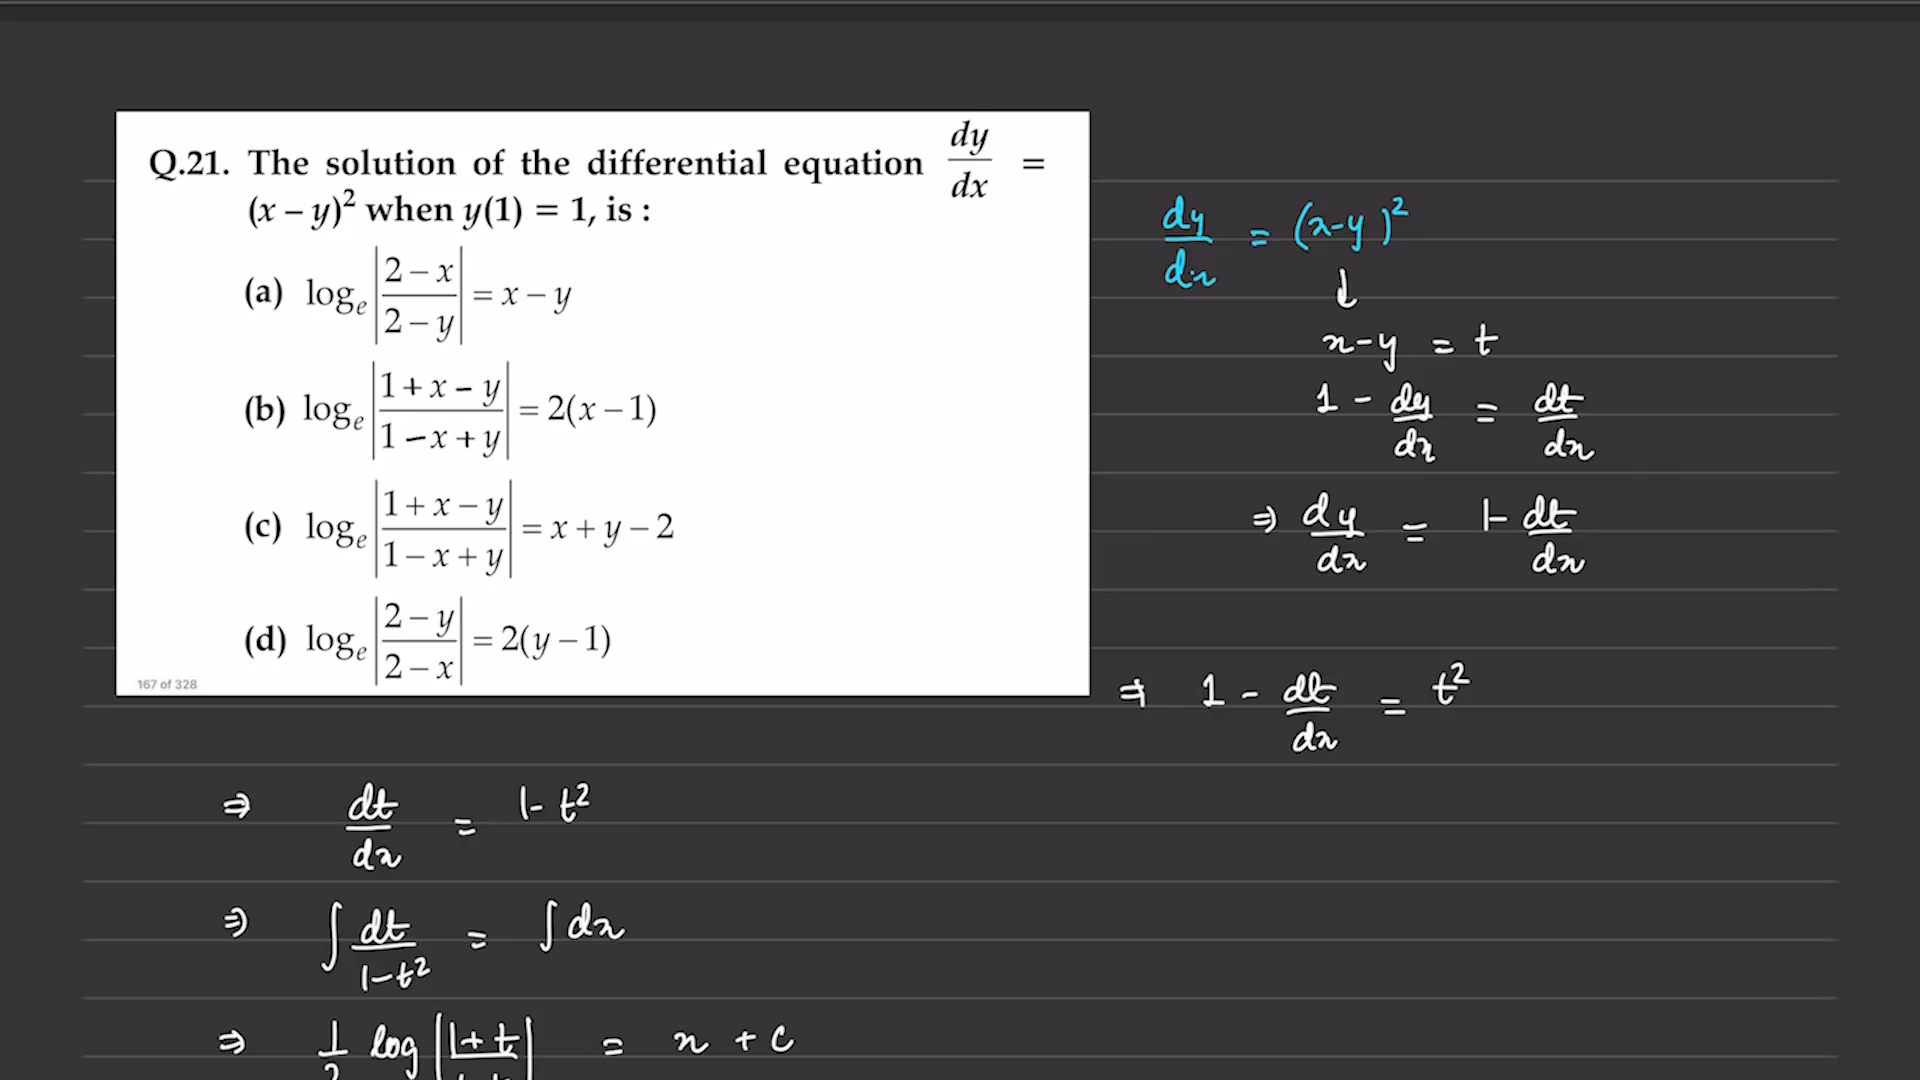 Q.21. The solution of the differential equation dy/dx =
(x – y)² when y(1) = 1, is :
(a) logₑ |(2 – x)/(2 – y)| = x – y
(b) logₑ |(1 + x – y)/(1 – x + y)| = 2(x – 1)
(c) logₑ |(1 + x – y)/(1 – x + y)| = x + y – 2
(d) logₑ |(2 – y)/(2 – x)| = 2(y – 1)
167 of 328
dy/dx = (x-y)²
↓
x-y = t
1 - dy/dx = dt/dx
⇒ dy/dx = 1- dt/dx
⇒ 1 - dt/dx = t²
⇒ dt/dx = 1- t²
⇒ ∫ dt/(1-t²) = ∫ dx
⇒ 1/2 log |1+t = x + c